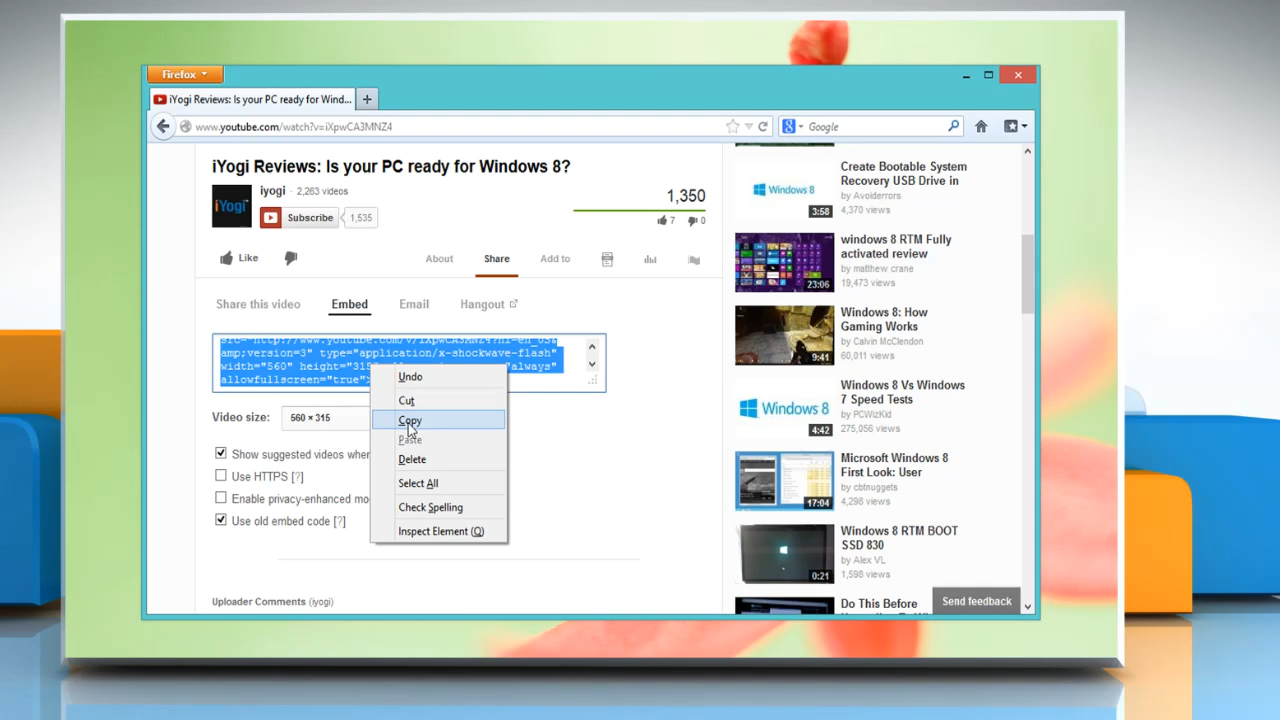 Firefox
iYogi Reviews: Is your PC ready for Wind...
www.youtube.com/watch?v=iXpwCA3MNZ4
Google
iYogi Reviews: Is your PC ready for Windows 8?
iYogi
iyogi · 2,263 videos
Subscribe 1,535
1,350
7 0
Like
About Share Add to
Share this video Embed Email Hangout
amp;version=3" type="application/x-shockwave-flash"
width="560" height="315" always"
allowfullscreen="true">
Video size: 560 × 315
Show suggested videos when
Use HTTPS [?]
Enable privacy-enhanced mo
Use old embed code [?]
Undo
Cut
Copy
Paste
Delete
Select All
Check Spelling
Inspect Element (Q)
Uploader Comments (iyogi)
Windows 8
3:58
Create Bootable System
Recovery USB Drive in
by Avoiderrors
4,370 views
23:06
windows 8 RTM Fully
activated review
by matthew crane
19,473 views
9:41
Windows 8: How
Gaming Works
by Calvin McClendon
60,011 views
Windows 8
4:42
Windows 8 Vs Windows
7 Speed Tests
by PCWizKid
275,056 views
17:04
Microsoft Windows 8
First Look: User
by cbtnuggets
4,298 views
0:21
Windows 8 RTM BOOT
SSD 830
by Alex VL
1,598 views
Do This Before
Send feedback